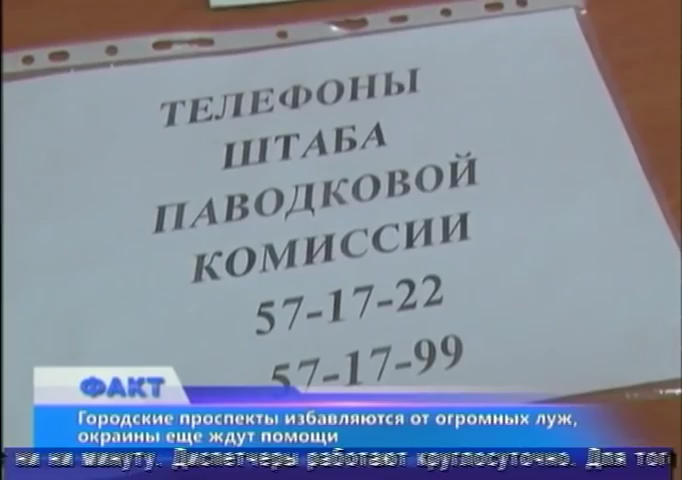 ТЕЛЕФОНЫ
ШТАБА
ПАВОДКОВОЙ
КОМИССИИ
57-17-22
57-17-99
ФАКТ
Городские проспекты избавляются от огромных луж,
окраины еще ждут помощи
ни на минуту. Диспетчеры работают круглосуточно. Два